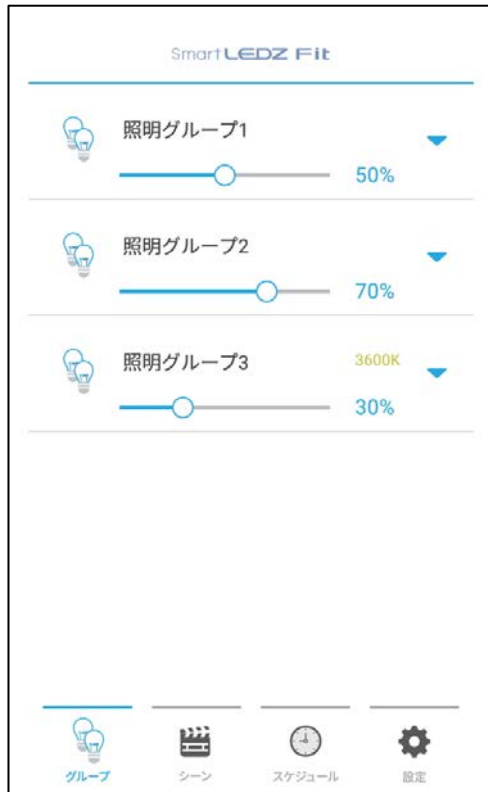 Smart LEDZ Fit
照明グループ1
50%
照明グループ2
70%
照明グループ3
3600K
30%
グループ
シーン
スケジュール
設定